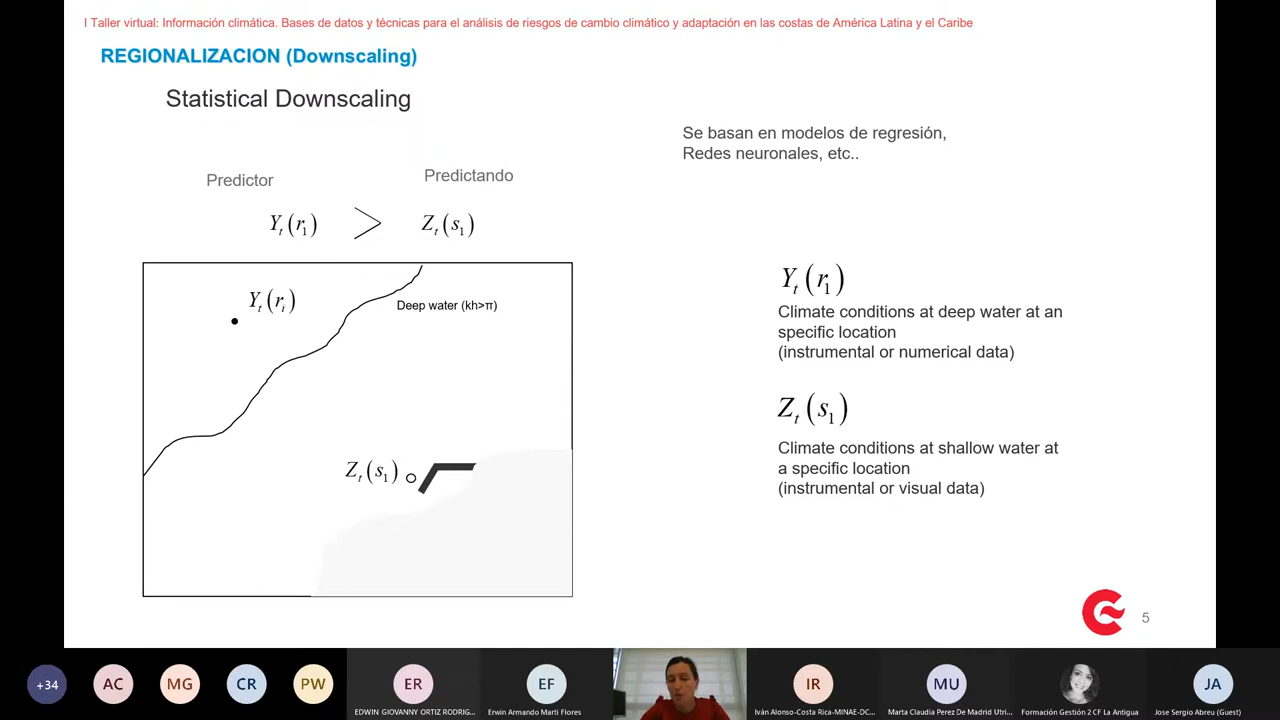 I Taller virtual: Información climática. Bases de datos y técnicas para el análisis de riesgos de cambio climático y adaptación en las costas de América Latina y el Caribe
REGIONALIZACION (Downscaling)
Statistical Downscaling
Se basan en modelos de regresión,
Redes neuronales, etc..
Predictor
Predictando
Yₜ(r₁) > Zₜ(s₁)
Yₜ(rᵢ)
Deep water (kh>π)
Zₜ(s₁)
Yₜ(r₁)
Climate conditions at deep water at an
specific location
(instrumental or numerical data)
Zₜ(s₁)
Climate conditions at shallow water at
a specific location
(instrumental or visual data)
5
+34
AC
MG
CR
PW
ER
EDWIN GIOVANNY ORTIZ RODRIG...
EF
Erwin Armando Marti Flores
IR
Iván Alonso-Costa Rica-MINAE-DC...
MU
Marta Claudia Perez De Madrid Utri...
Formación Gestión 2 CF La Antigua
JA
Jose Sergio Abreu (Guest)